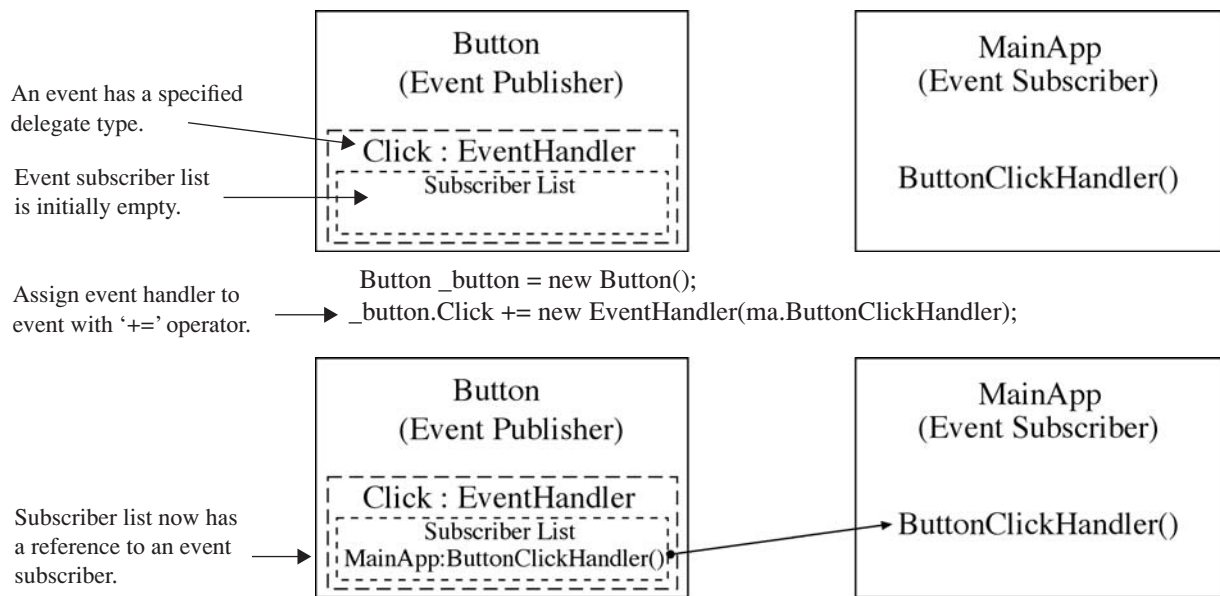 Button
(Event Publisher)
MainApp
(Event Subscriber)
An event has a specified
delegate type.
Click : EventHandler
Subscriber List
Event subscriber list
is initially empty.
ButtonClickHandler()
Button _button = new Button();
Assign event handler to
event with ‘+=’ operator.
_button.Click += new EventHandler(ma.ButtonClickHandler);
Button
(Event Publisher)
MainApp
(Event Subscriber)
Click : EventHandler
Subscriber List
MainApp:ButtonClickHandler()
ButtonClickHandler()
Subscriber list now has
a reference to an event
subscriber.